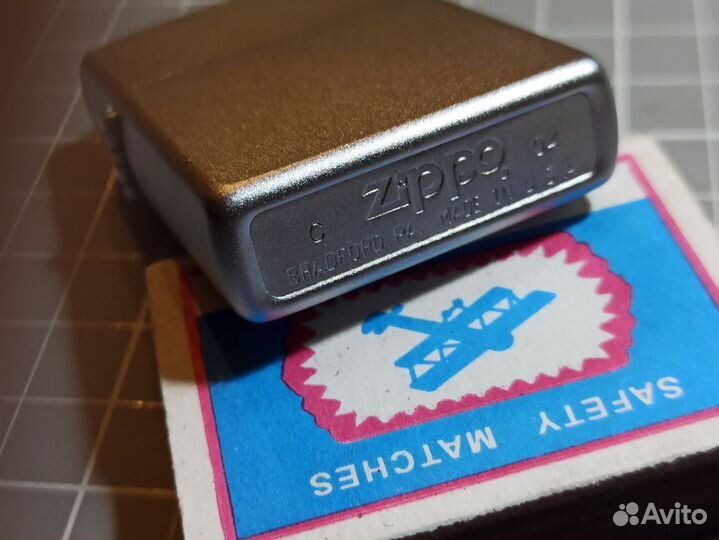 C Zippo 04
BRADFORD, PA. MADE IN U.S.A.
SAFETY MATCHES
Avito